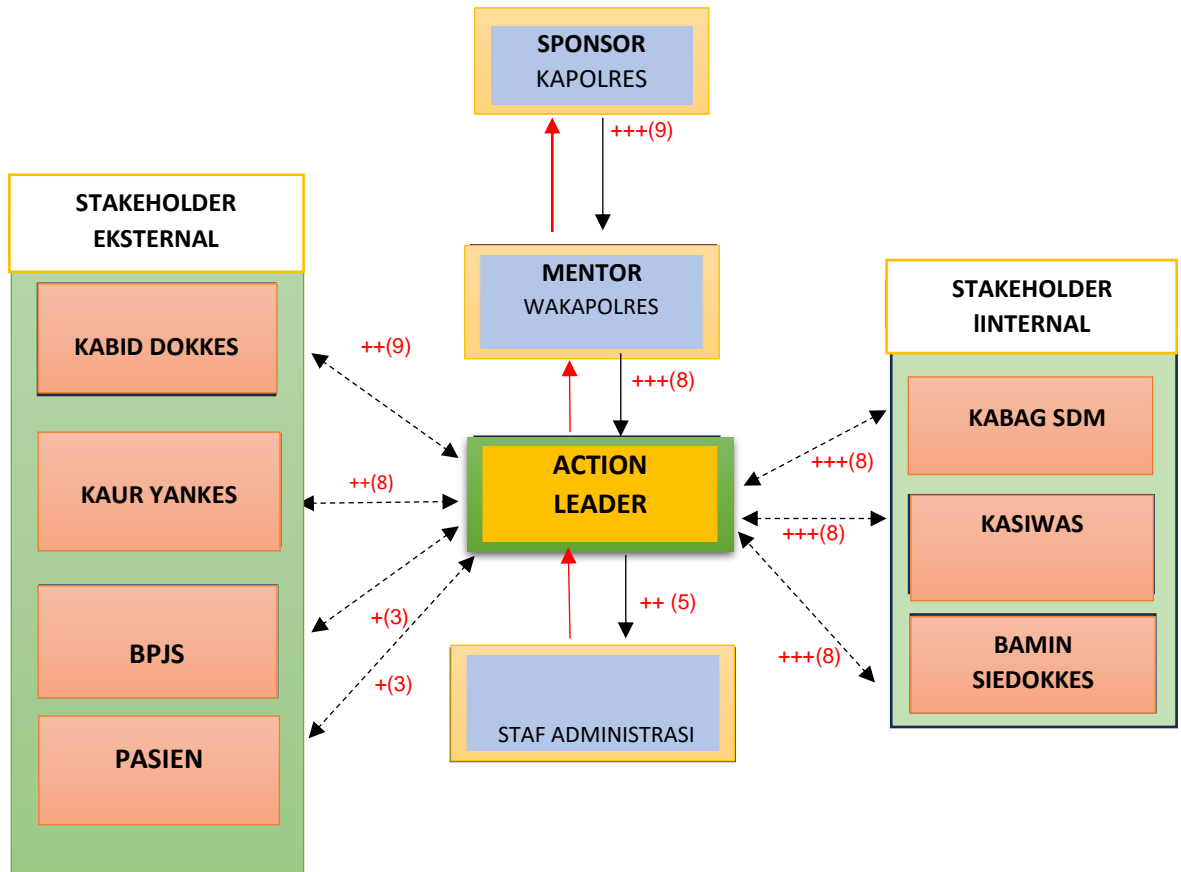 SPONSOR
KAPOLRES
+++(9)
STAKEHOLDER
EKSTERNAL
KABID DOKKES
KAUR YANKES
BPJS
PASIEN
++(9)
++(8)
+(3)
+(3)
MENTOR
WAKAPOLRES
+++(8)
ACTION
LEADER
++ (5)
STAF ADMINISTRASI
STAKEHOLDER
lINTERNAL
KABAG SDM
KASIWAS
BAMIN
SIEDOKKES
+++(8)
+++(8)
+++(8)